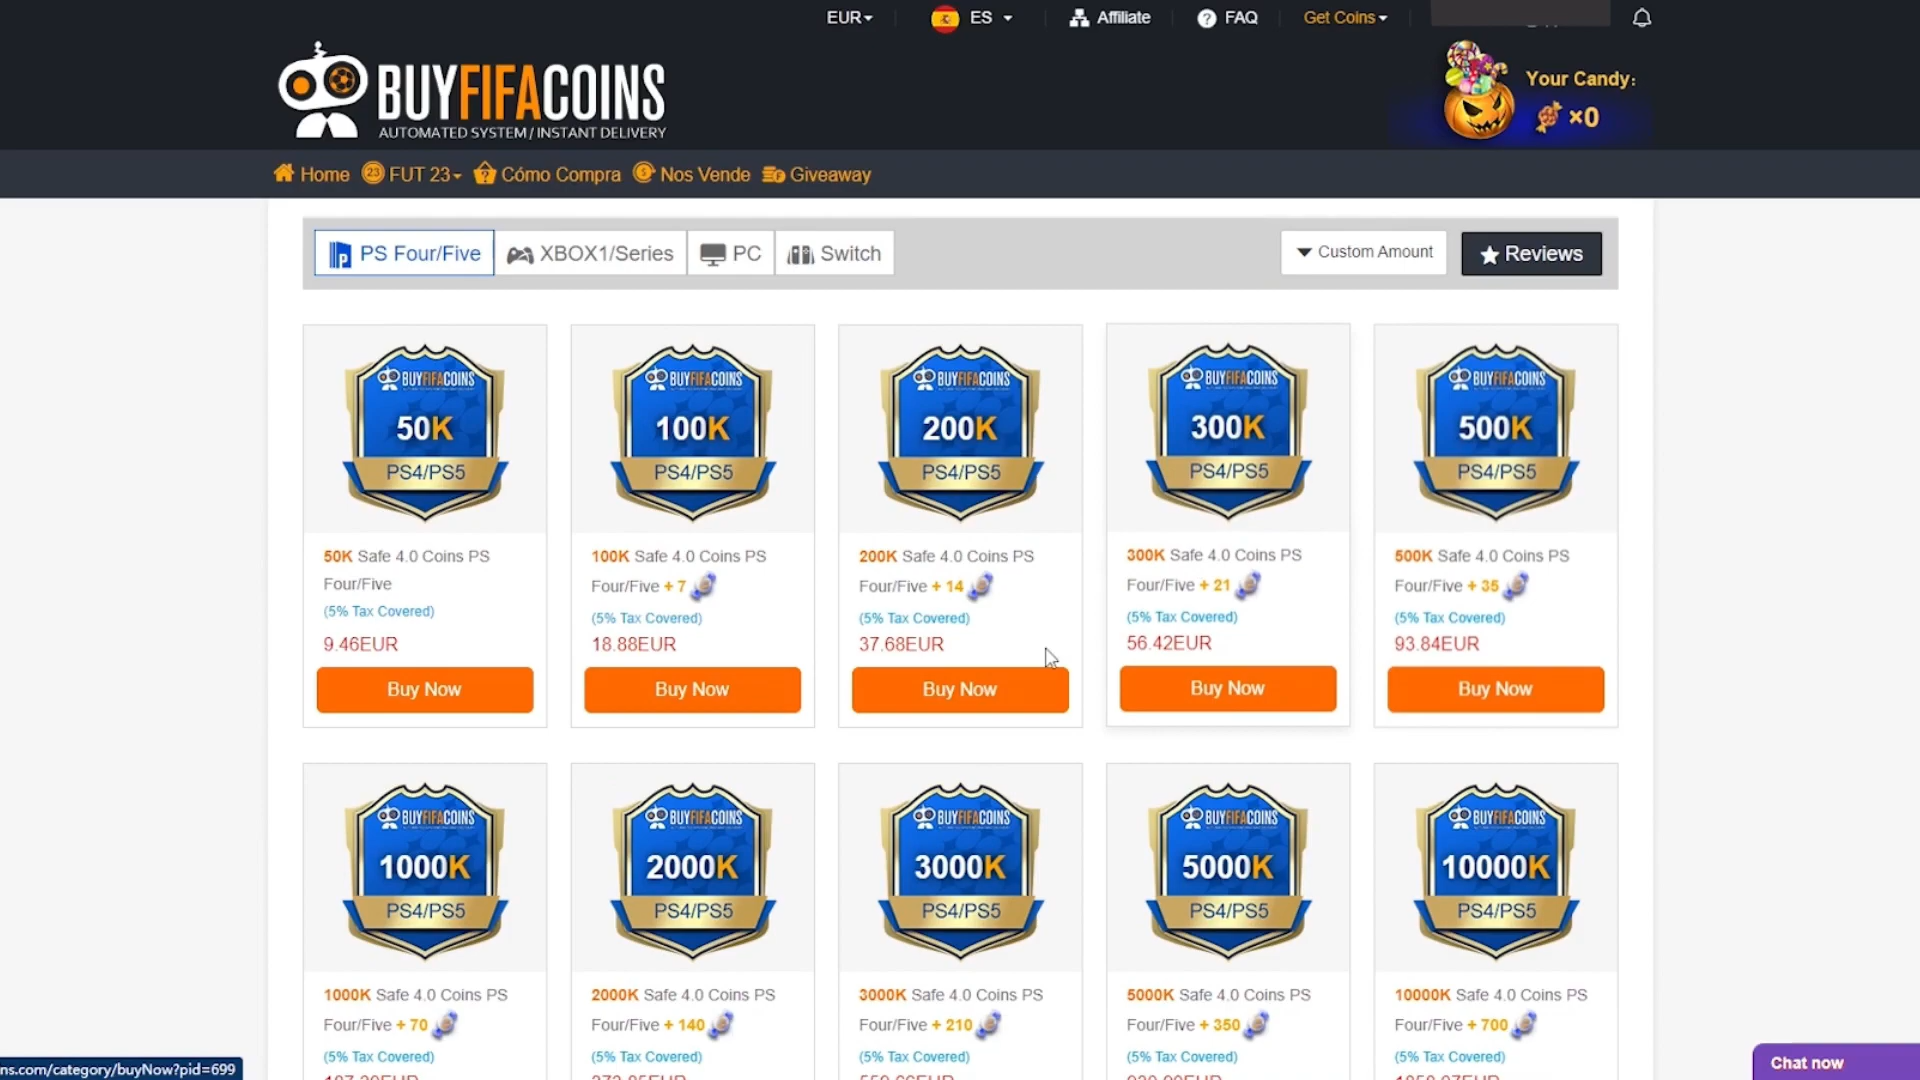 EUR
ES
Affiliate
FAQ
Get Coins
BUYFIFACOINS
AUTOMATED SYSTEM / INSTANT DELIVERY
Your Candy:
×0
Home
23
FUT 23
Cómo Compra
Nos Vende
Giveaway
PS Four/Five
XBOX1/Series
PC
Switch
Custom Amount
Reviews
BUYFIFACOINS
50K
PS4/PS5
BUYFIFACOINS
100K
PS4/PS5
BUYFIFACOINS
200K
PS4/PS5
BUYFIFACOINS
300K
PS4/PS5
BUYFIFACOINS
500K
PS4/PS5
50K Safe 4.0 Coins PS
Four/Five
(5% Tax Covered)
9.46EUR
Buy Now
100K Safe 4.0 Coins PS
Four/Five + 7
(5% Tax Covered)
18.88EUR
Buy Now
200K Safe 4.0 Coins PS
Four/Five + 14
(5% Tax Covered)
37.68EUR
Buy Now
300K Safe 4.0 Coins PS
Four/Five + 21
(5% Tax Covered)
56.42EUR
Buy Now
500K Safe 4.0 Coins PS
Four/Five + 35
(5% Tax Covered)
93.84EUR
Buy Now
BUYFIFACOINS
1000K
PS4/PS5
BUYFIFACOINS
2000K
PS4/PS5
BUYFIFACOINS
3000K
PS4/PS5
BUYFIFACOINS
5000K
PS4/PS5
BUYFIFACOINS
10000K
PS4/PS5
1000K Safe 4.0 Coins PS
Four/Five + 70
(5% Tax Covered)
2000K Safe 4.0 Coins PS
Four/Five + 140
(5% Tax Covered)
3000K Safe 4.0 Coins PS
Four/Five + 210
(5% Tax Covered)
5000K Safe 4.0 Coins PS
Four/Five + 350
(5% Tax Covered)
10000K Safe 4.0 Coins PS
Four/Five + 700
(5% Tax Covered)
ns.com/category/buyNow?pid=699
Chat now